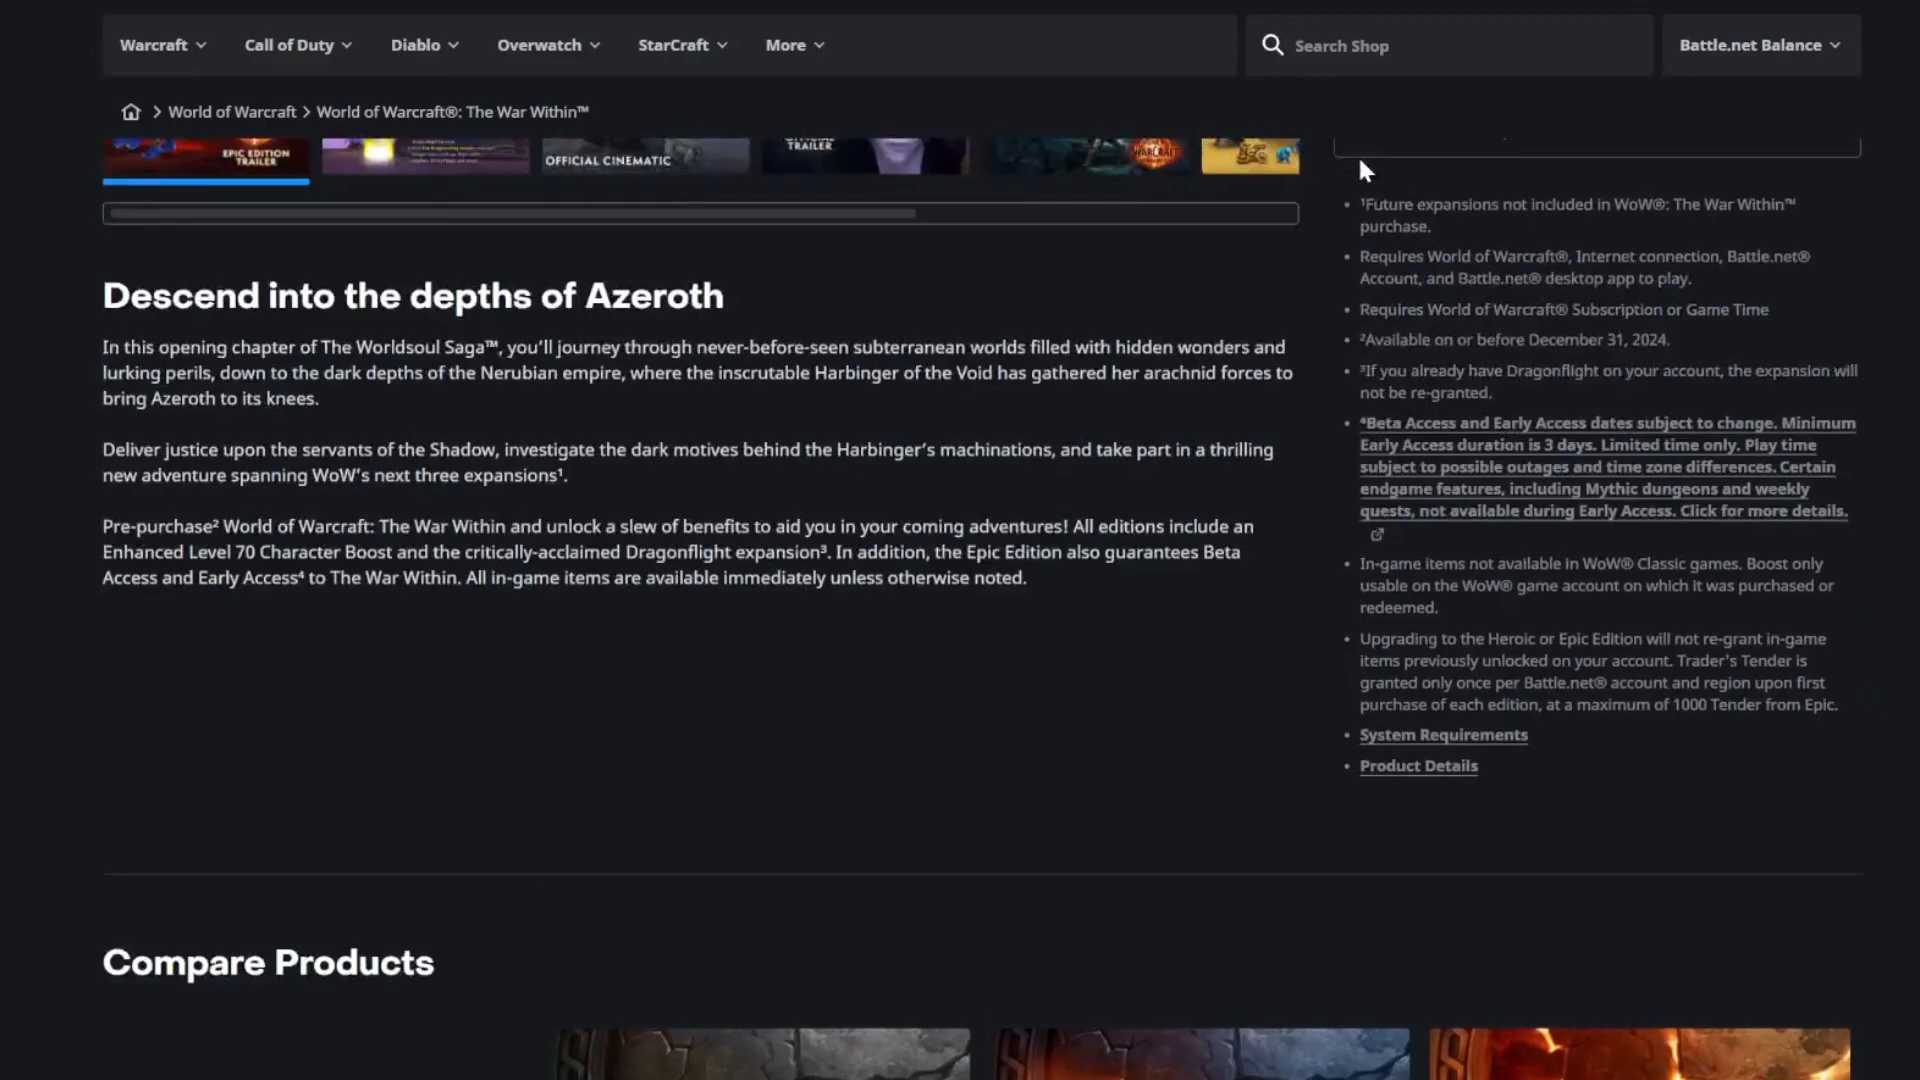 Warcraft
Call of Duty
Diablo
Overwatch
StarCraft
More
Search Shop
Battle.net Balance
World of Warcraft
World of Warcraft®: The War Within™
EPIC EDITION
TRAILER
OFFICIAL CINEMATIC
OFFICIAL
TRAILER
WARCRAFT
Descend into the depths of Azeroth
In this opening chapter of The Worldsoul Saga™, you’ll journey through never-before-seen subterranean worlds filled with hidden wonders and
lurking perils, down to the dark depths of the Nerubian empire, where the inscrutable Harbinger of the Void has gathered her arachnid forces to
bring Azeroth to its knees.
Deliver justice upon the servants of the Shadow, investigate the dark motives behind the Harbinger’s machinations, and take part in a thrilling
new adventure spanning WoW’s next three expansions¹.
Pre-purchase² World of Warcraft: The War Within and unlock a slew of benefits to aid you in your coming adventures! All editions include an
Enhanced Level 70 Character Boost and the critically-acclaimed Dragonflight expansion³. In addition, the Epic Edition also guarantees Beta
Access and Early Access⁴ to The War Within. All in-game items are available immediately unless otherwise noted.
• ¹Future expansions not included in WoW®: The War Within™
purchase.
• Requires World of Warcraft®, Internet connection, Battle.net®
Account, and Battle.net® desktop app to play.
• Requires World of Warcraft® Subscription or Game Time
• ²Available on or before December 31, 2024.
• ³If you already have Dragonflight on your account, the expansion will
not be re-granted.
• ⁴Beta Access and Early Access dates subject to change. Minimum
Early Access duration is 3 days. Limited time only. Play time
subject to possible outages and time zone differences. Certain
endgame features, including Mythic dungeons and weekly
quests, not available during Early Access. Click for more details.
• In-game items not available in WoW® Classic games. Boost only
usable on the WoW® game account on which it was purchased or
redeemed.
• Upgrading to the Heroic or Epic Edition will not re-grant in-game
items previously unlocked on your account. Trader's Tender is
granted only once per Battle.net® account and region upon first
purchase of each edition, at a maximum of 1000 Tender from Epic.
• System Requirements
• Product Details
Compare Products